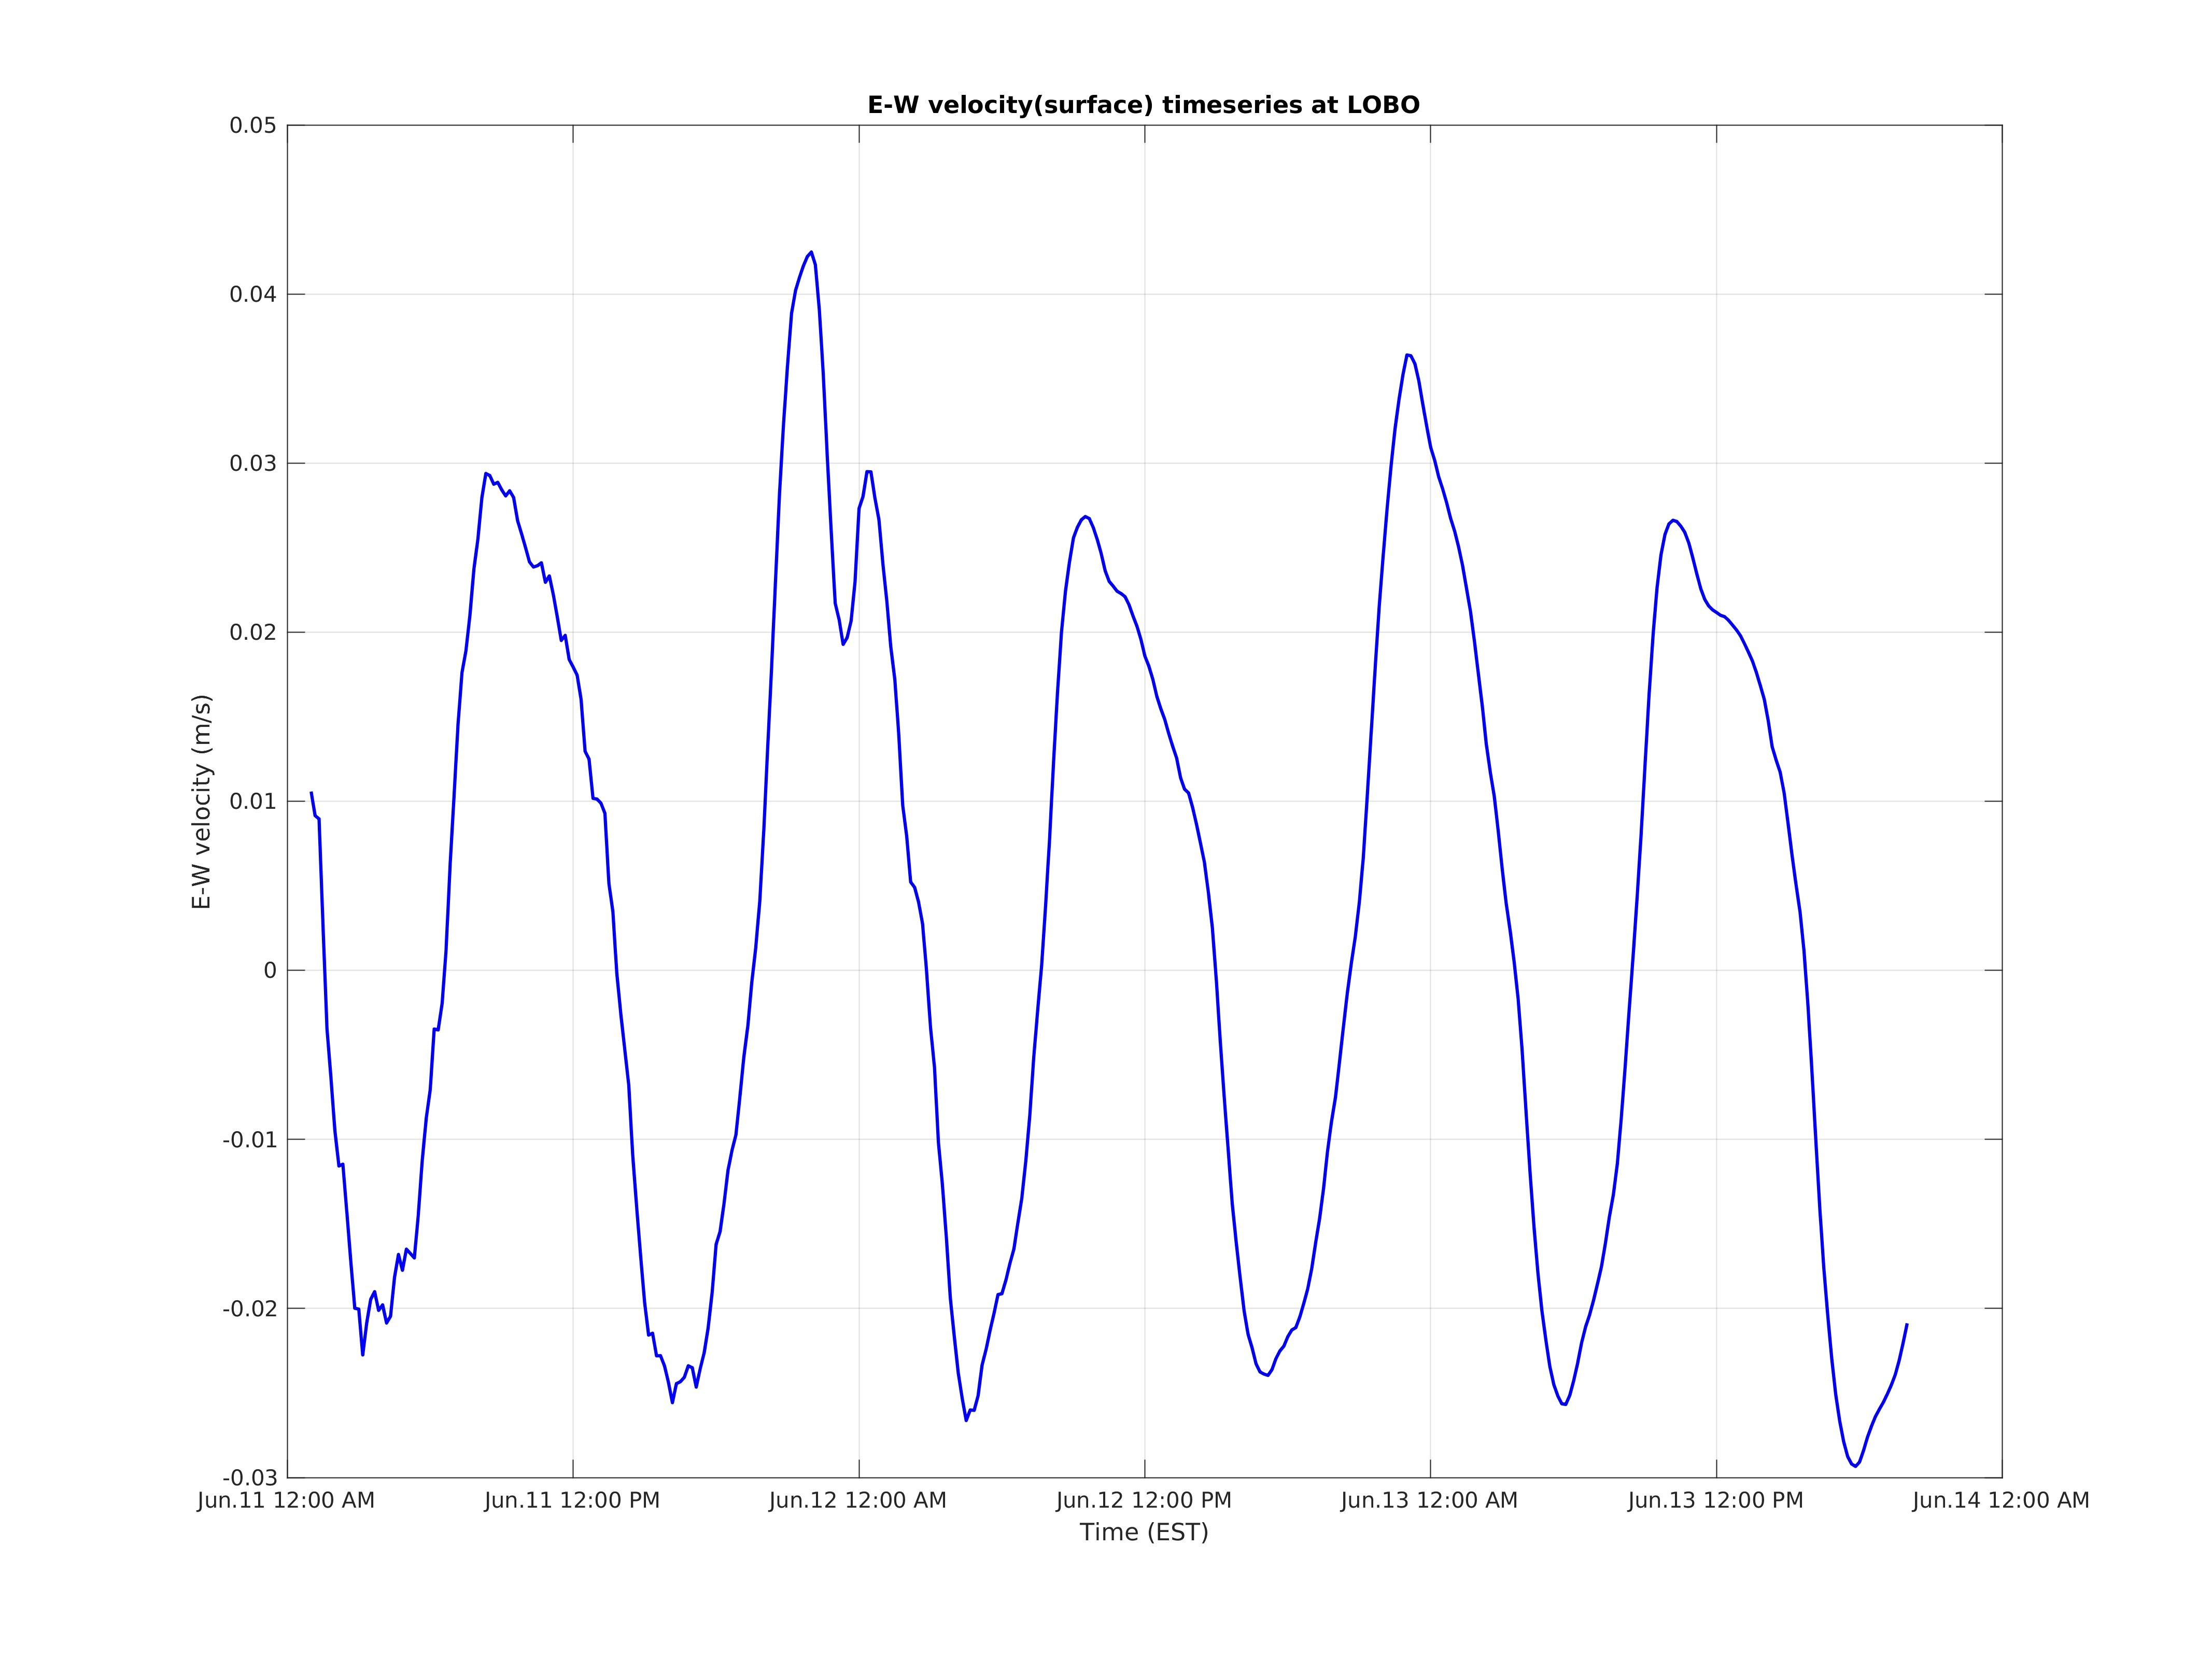 E-W velocity(surface) timeseries at LOBO
0.05
0.04
0.03
0.02
0.01
0
-0.01
-0.02
-0.03
E-W velocity (m/s)
Jun.11 12:00 AM
Jun.11 12:00 PM
Jun.12 12:00 AM
Jun.12 12:00 PM
Jun.13 12:00 AM
Jun.13 12:00 PM
Jun.14 12:00 AM
Time (EST)